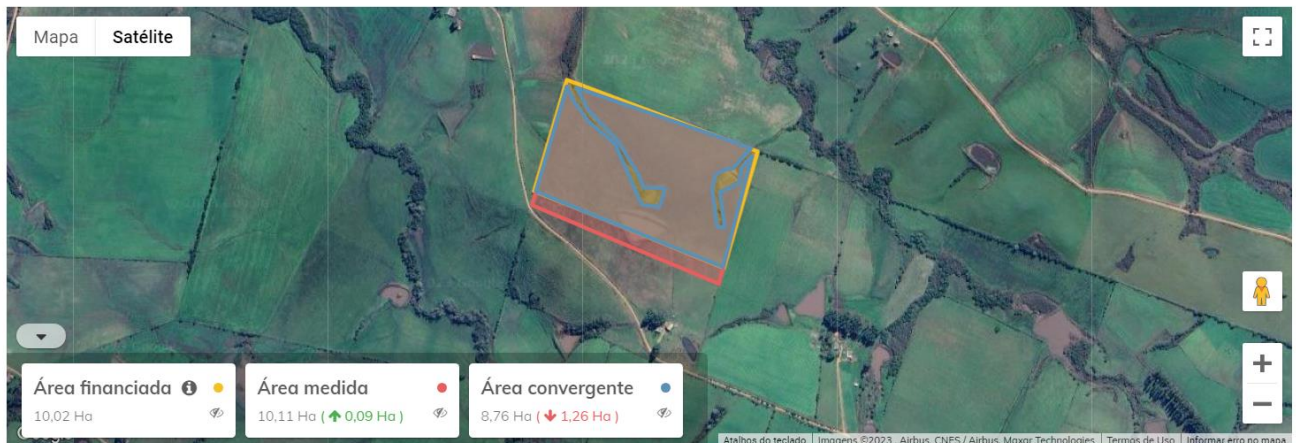 Mapa Satélite
Área financiada
10,02 Ha
Área medida
10,11 Ha ( 0,09 Ha )
Área convergente
8,76 Ha ( 1,26 Ha )
Atalhos do teclado Imagens ©2023 , Airbus, CNES / Airbus, Maxar Technologies Termos de Uso Informar erro no mapa